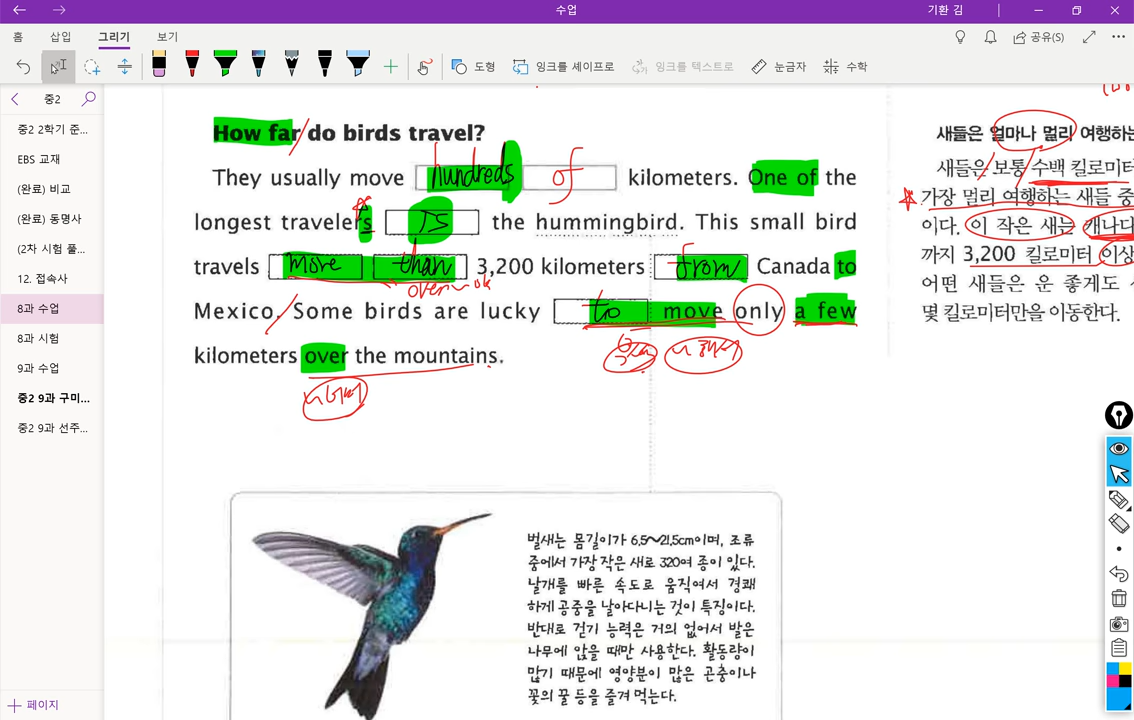 수업
기환 김
홈 삽입 그리기 보기
공유(S)
도형 잉크를 셰이프로 잉크를 텍스트로 눈금자 수학
중2
중2 2학기 준...
EBS 교재
(완료) 비교
(완료) 동명사
(2차 시험 풀...
12. 접속사
8과 수업
8과 시험
9과 수업
중2 9과 구미...
중2 9과 선주...
페이지
How far do birds travel?
They usually move hundreds of kilometers. One of the
longest travelers is the hummingbird. This small bird
travels more than 3,200 kilometers from Canada to
over
ok
Mexico. Some birds are lucky to move only a few
kilometers over the mountains.
새들은 얼마나 멀리 여행하는
새들은 보통 수백 킬로미터
가장 멀리 여행하는 새들 중
이다. 이 작은 새는 캐나다
까지 3,200 킬로미터 이상
어떤 새들은 운 좋게도
몇 킬로미터만을 이동한다.
벌새는 몸길이가 6.5~21.5cm이며, 조류
중에서 가장 작은 새로 320여 종이 있다.
날개를 빠른 속도로 움직여서 경쾌
하게 공중을 날아다니는 것이 특징이다.
반대로 걷기 능력은 거의 없어서 발은
나무에 앉을 때만 사용한다. 활동량이
많기 때문에 영양분이 많은 곤충이나
꽃의 꿀 등을 즐겨 먹는다.